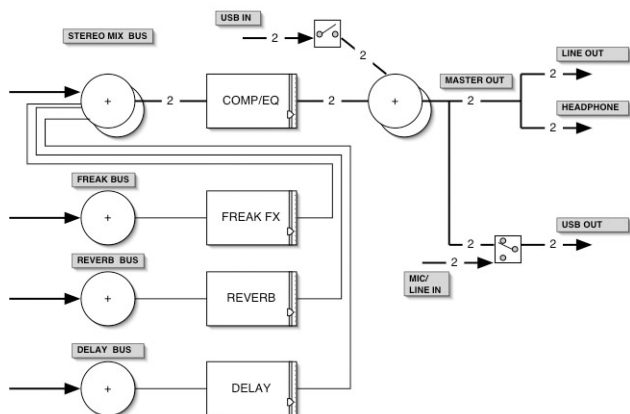 USB IN
2
2
STEREO MIX BUS
LINE OUT
MASTER OUT
2
+
2
COMP/EQ
2
+
2
HEADPHONE
2
FREAK BUS
+
FREAK FX
USB OUT
2
2
2
MIC/
LINE IN
REVERB BUS
+
REVERB
DELAY BUS
+
DELAY